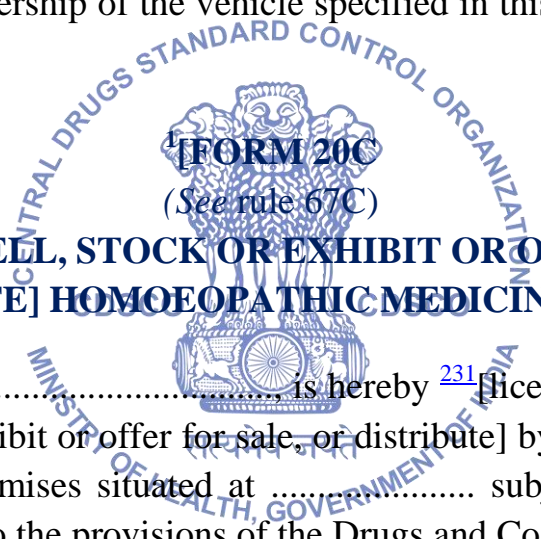 ership of the vehicle specified in this
CENTRAL DRUGS STANDARD CONTROL ORGANIZATION
1[FORM 20C
(See rule 67C)
ELL, STOCK OR EXHIBIT OR O
TE] HOMOEOPATHIC MEDICIN
CDSCO CDSCO
............................, is hereby 231[lice
ibit or offer for sale, or distribute] by
mises situated at ...................... sub
o the provisions of the Drugs and Co
MINISTRY OF HEALTH, GOVERNMENT OF INDIA